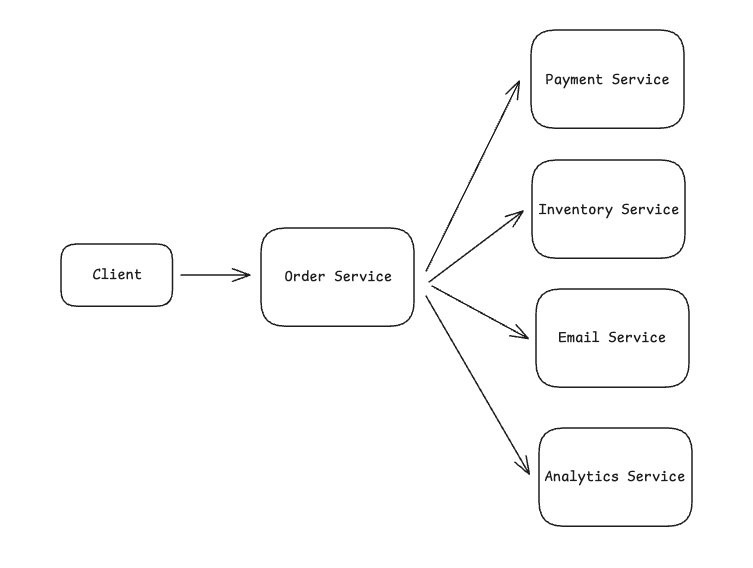 Payment Service
Inventory Service
Client
Order Service
Email Service
Analytics Service